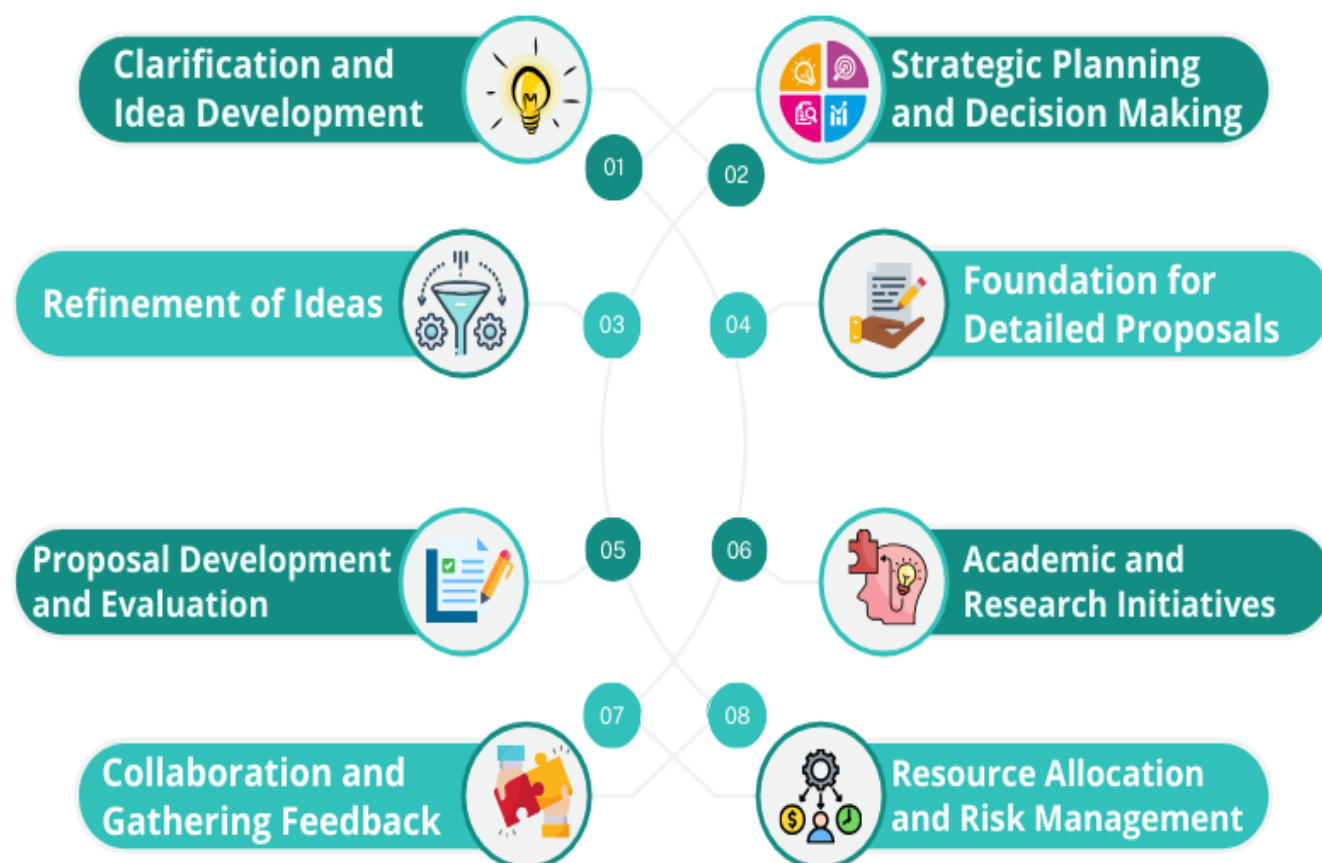 Clarification and
Idea Development
01
Strategic Planning
and Decision Making
02
Refinement of Ideas
03
Foundation for
Detailed Proposals
04
Proposal Development
and Evaluation
05
Academic and
Research Initiatives
06
Collaboration and
Gathering Feedback
07
Resource Allocation
and Risk Management
08